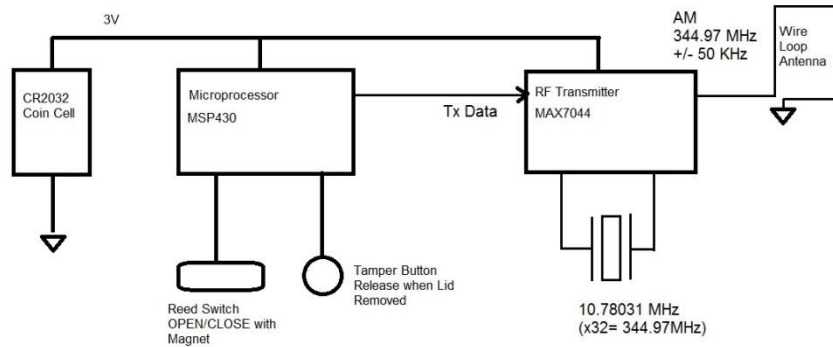 3V
CR2032
Coin Cell
Microprocessor
MSP430
Tx Data
RF Transmitter
MAX7044
AM
344.97 MHz
+/- 50 KHz
Wire
Loop
Antenna
Reed Switch
OPEN/CLOSE with
Magnet
Tamper Button
Release when Lid
Removed
10.78031 MHz
(x32= 344.97MHz)